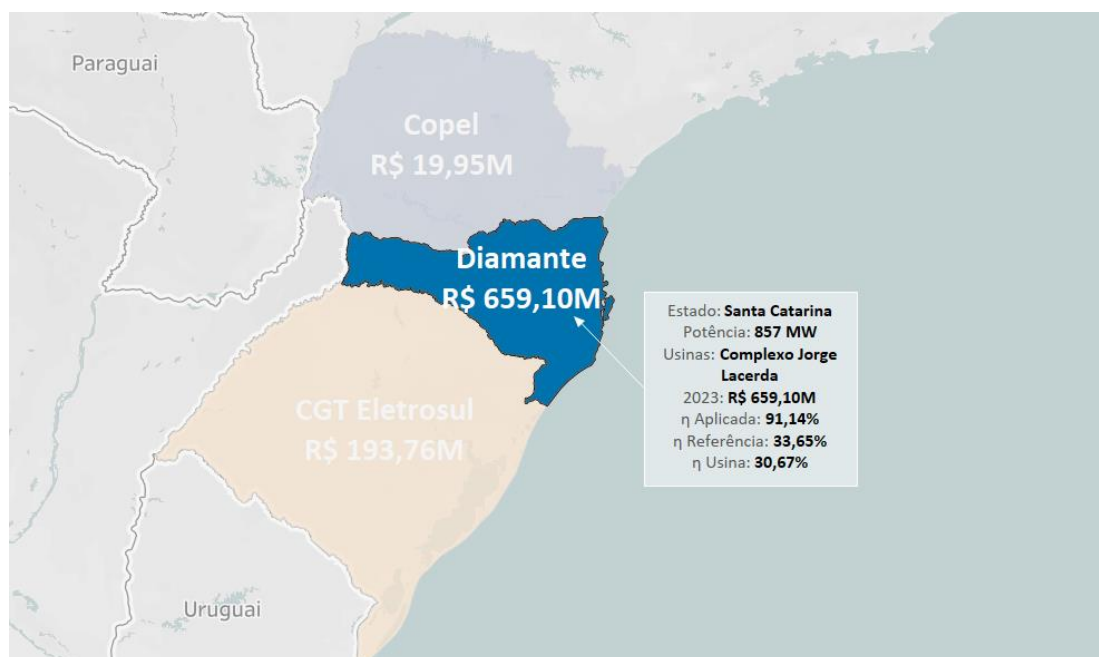 Paraguai
Copel
R$ 19,95M
Diamante
R$ 659,10M
Estado: Santa Catarina
Potência: 857 MW
Usinas: Complexo Jorge
Lacerda
2023: R$ 659,10M
η Aplicada: 91,14%
η Referência: 33,65%
η Usina: 30,67%
CGT Eletrosul
R$ 193,76M
Uruguai